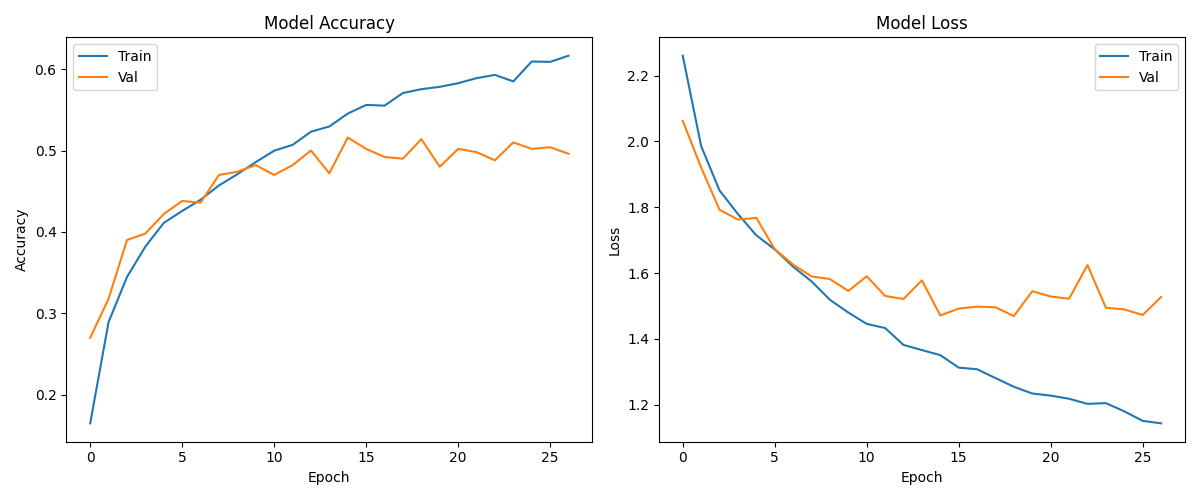 Model Accuracy
Train
Val
0.6
0.5
0.4
0.3
0.2
Accuracy
0 5 10 15 20 25
Epoch
Model Loss
Train
Val
2.2
2.0
1.8
1.6
1.4
1.2
Loss
0 5 10 15 20 25
Epoch